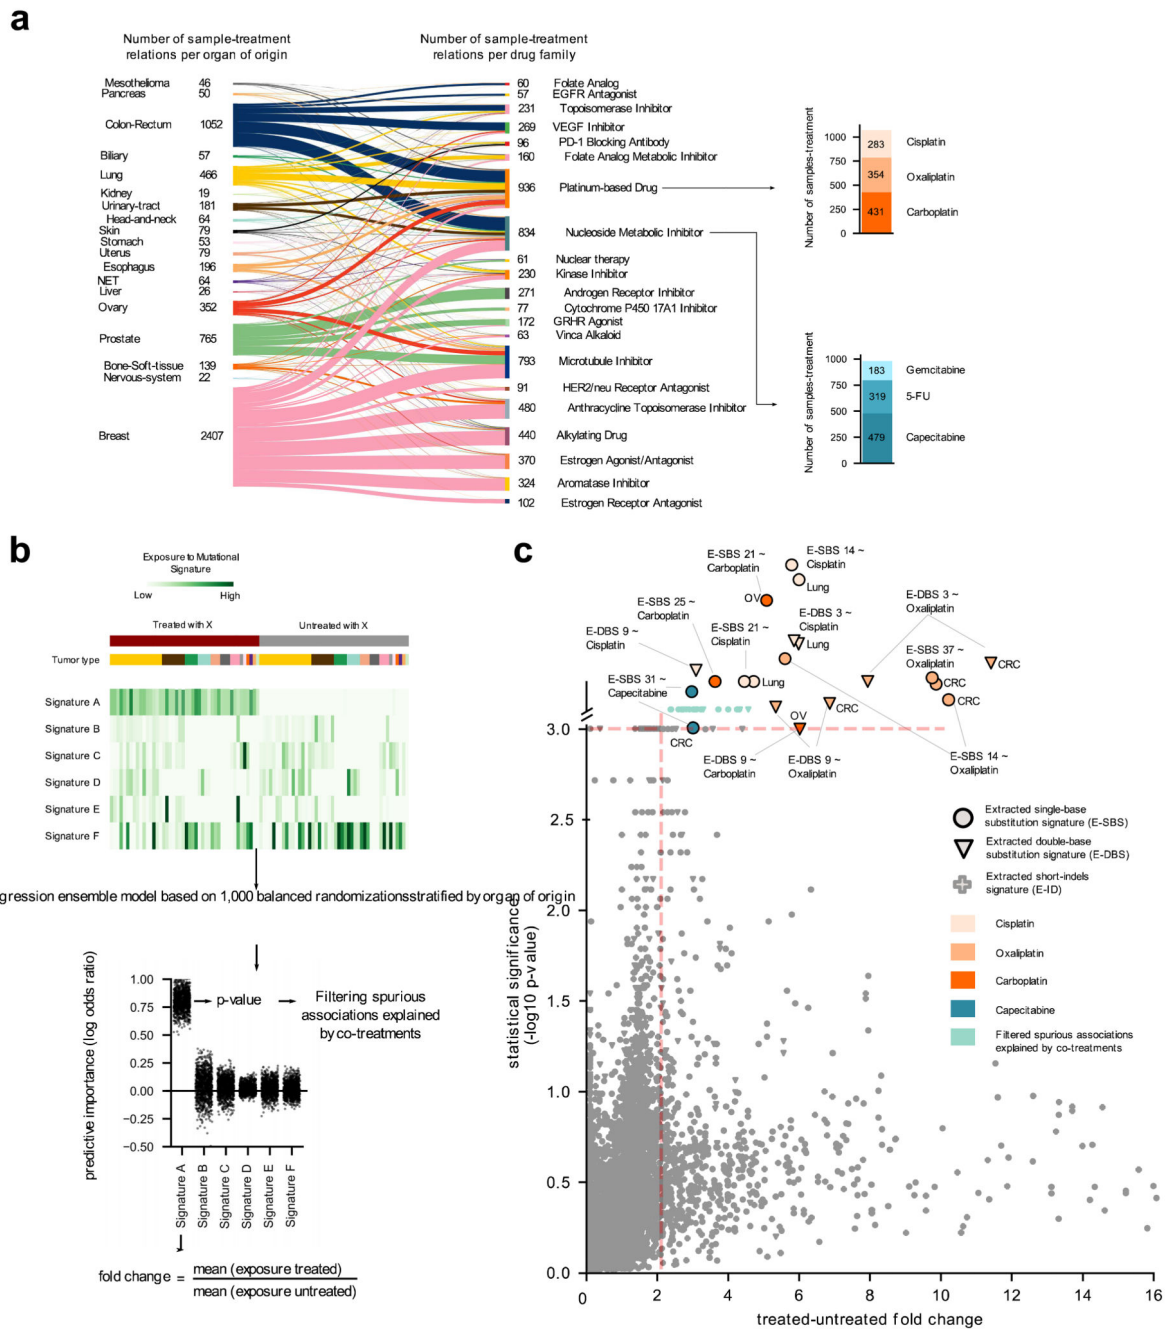 a
Number of sample-treatment
relations per organ of origin
Number of sample-treatment
relations per drug family
Mesothelioma 46
Pancreas 50
Colon-Rectum 1052
Biliary 57
Lung 466
Kidney 19
Urinary-tract 181
Head-and-neck 64
Skin 79
Stomach 53
Uterus 79
Esophagus 196
NET 64
Liver 26
Ovary 352
Prostate 765
Bone-Soft-tissue 139
Nervous-system 22
Breast 2407
60 Folate Analog
57 EGFR Antagonist
231 Topoisomerase Inhibitor
269 VEGF Inhibitor
96 PD-1 Blocking Antibody
160 Folate Analog Metabolic Inhibitor
936 Platinum-based Drug
834 Nucleoside Metabolic Inhibitor
61 Nuclear therapy
230 Kinase Inhibitor
271 Androgen Receptor Inhibitor
77 Cytochrome P450 17A1 Inhibitor
172 GRHR Agonist
63 Vinca Alkaloid
793 Microtubule Inhibitor
91 HER2/neu Receptor Antagonist
480 Anthracycline Topoisomerase Inhibitor
440 Alkylating Drug
370 Estrogen Agonist/Antagonist
324 Aromatase Inhibitor
102 Estrogen Receptor Antagonist
Number of samples-treatment
1000
750
500
250
0
283 Cisplatin
354 Oxaliplatin
431 Carboplatin
Number of samples-treatment
1000
750
500
250
0
183 Gemcitabine
319 5-FU
479 Capecitabine
b
Exposure to Mutational
Signature
Low High
Treated with X Untreated with X
Tumor type
Signature A
Signature B
Signature C
Signature D
Signature E
Signature F
gression ensemble model based on 1,000 balanced randomizationsstratified by organ of origin
predictive importance (log odds ratio)
1.00
0.75
0.50
0.25
0.00
−0.25
−0.50
p-value
Filtering spurious
associations explained
by co-treatments
Signature A
Signature B
Signature C
Signature D
Signature E
Signature F
fold change = mean (exposure treated)
mean (exposure untreated)
c
E-SBS 21 ~
Carboplatin
E-SBS 14 ~
Cisplatin
Lung
OV
E-SBS 25 ~
Carboplatin
E-SBS 21 ~
Cisplatin
E-DBS 3 ~
Cisplatin
Lung
E-DBS 3 ~
Oxaliplatin
E-DBS 9 ~
Cisplatin
E-SBS 37 ~
Oxaliplatin
CRC
E-SBS 31 ~
Capecitabine
Lung
CRC
CRC
OV
CRC
E-DBS 9 ~
Carboplatin
E-DBS 9 ~
Oxaliplatin
E-SBS 14 ~
Oxaliplatin
Extracted single-base
substitution signature (E-SBS)
Extracted double-base
substitution signature (E-DBS)
Extracted short-indels
signature (E-ID)
Cisplatin
Oxaliplatin
Carboplatin
Capecitabine
Filtered spurious associations
explained by co-treatments
statistical significance
(-log10 p-value)
3.0
2.5
2.0
1.5
1.0
0.5
0.0
0 2 4 6 8 10 12 14 16
treated-untreated fold change